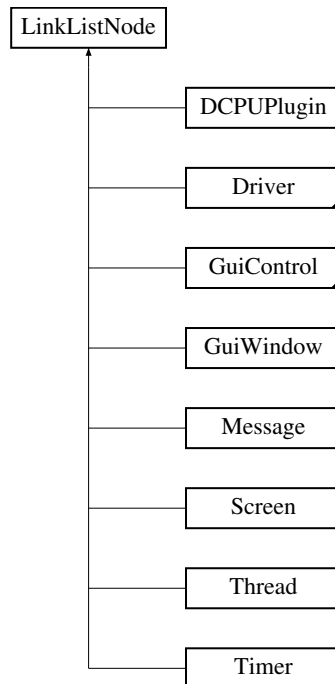 LinkListNode
DCPUPlugin
Driver
GuiControl
GuiWindow
Message
Screen
Thread
Timer